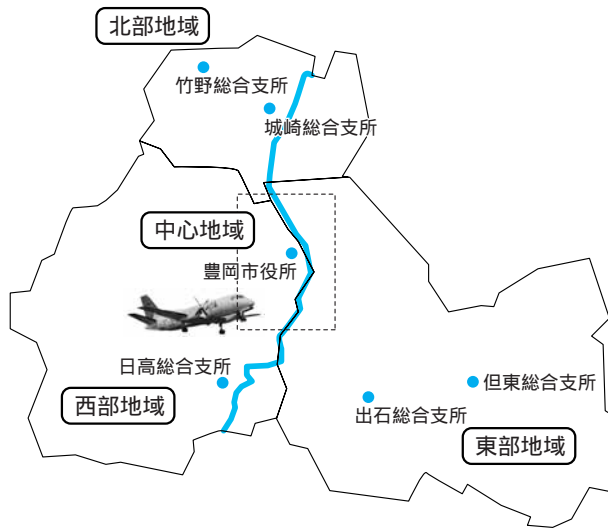 北部地域
竹野総合支所
城崎総合支所
中心地域
豊岡市役所
日高総合支所
西部地域
但東総合支所
出石総合支所
東部地域